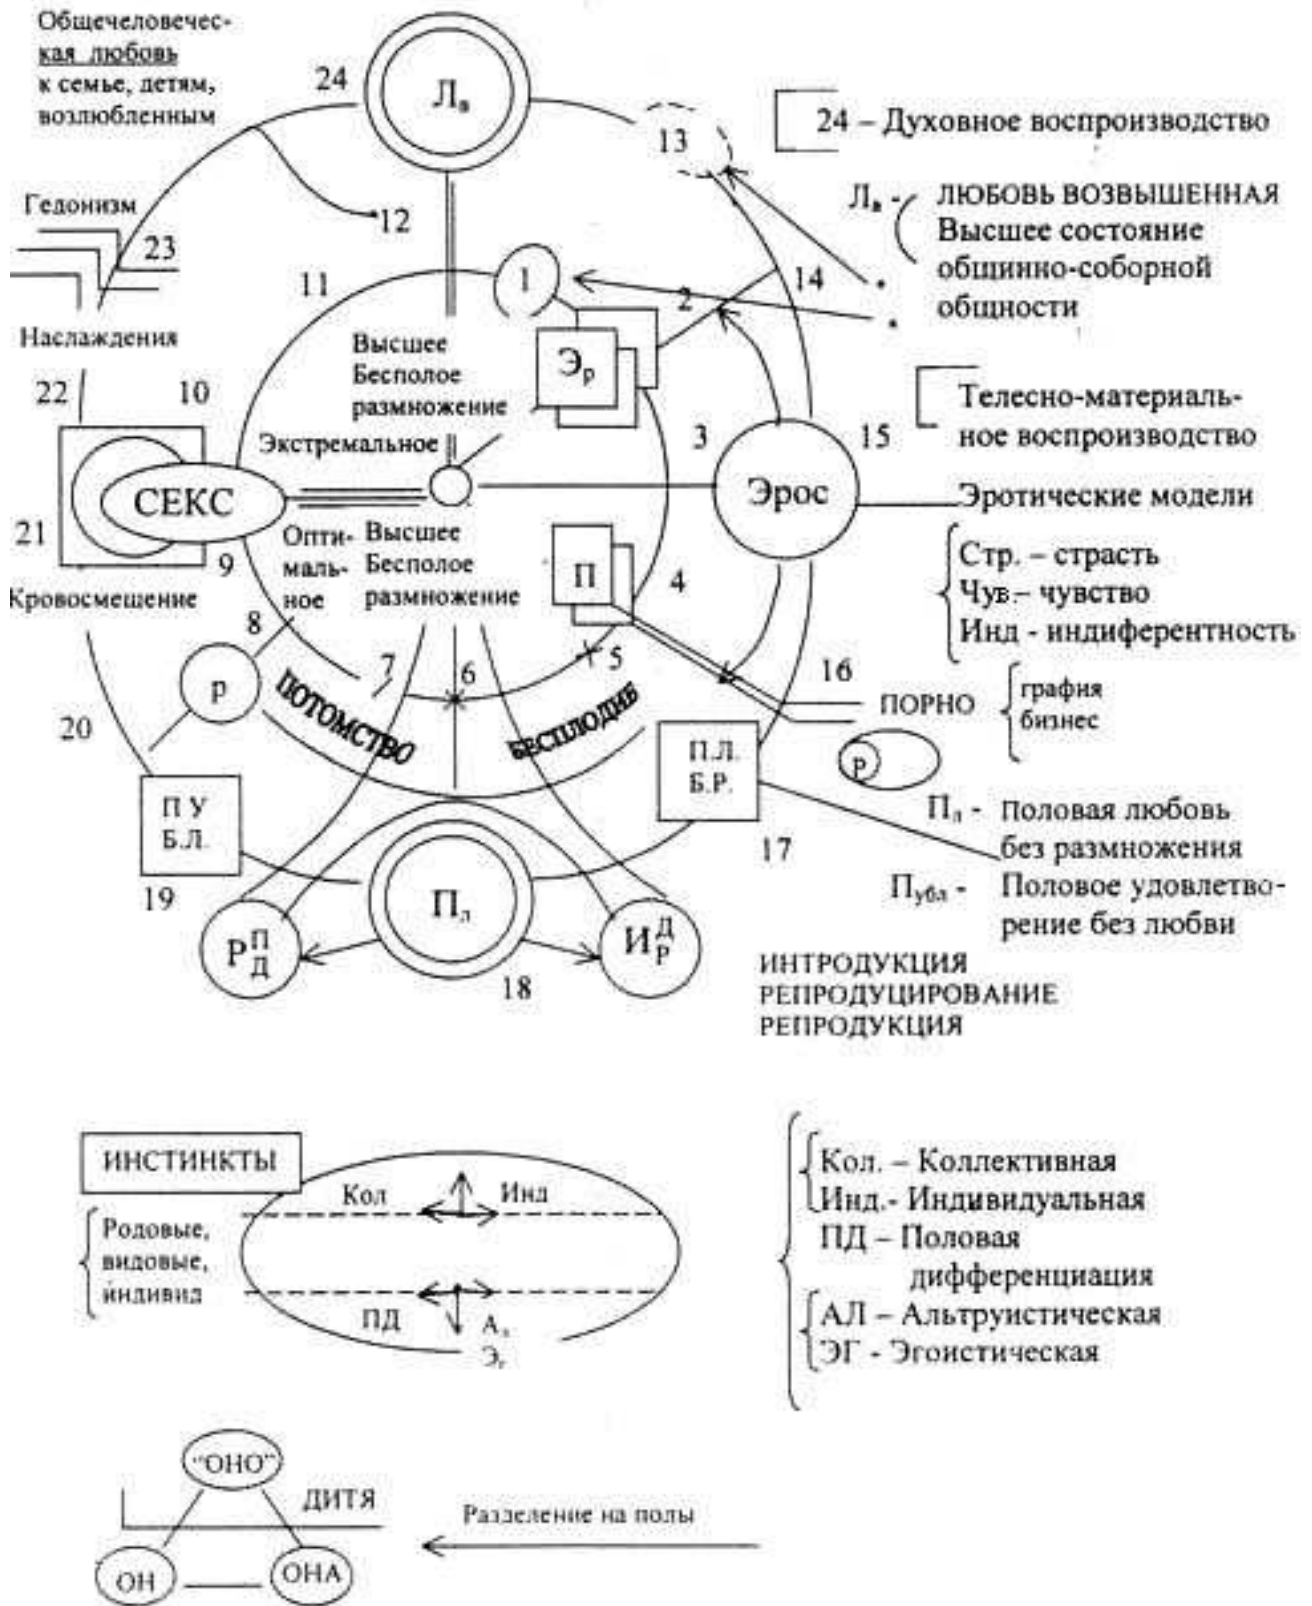 Общечеловечес-
кая любовь
к семье, детям,
возлюбленным
24
Лв
13
24 – Духовное воспроизводство
Лв - ЛЮБОВЬ ВОЗВЫШЕННАЯ
Высшее состояние
общинно-соборной
общности
Гедонизм
23
12
11
1
2
14
Наслаждения
22
10
Высшее
Бесполое
размножение
Эр
Экстремальное
3
15
Телесно-материаль-
ное воспроизводство
СЕКС
Эрос
Эротические модели
21
9
Опти-
маль-
ное
Высшее
Бесполое
размножение
П
4
Стр. – страсть
Чув.– чувство
Инд - индиферентность
Кровосмешение
8
7
6
5
16
р
ПОТОМСТВО
БЕСПЛОДИЕ
ПОРНО
графия
бизнес
20
П.Л.
Б.Р.
Р
П У
Б.Л.
17
Пл - Половая любовь
без размножения
19
Пл
Публ - Половое удовлетво-
рение без любви
Р П Д
И Д Р
18
ИНТРОДУКЦИЯ
РЕПРОДУЦИРОВАНИЕ
РЕПРОДУКЦИЯ
ИНСТИНКТЫ
Кол
Инд
Родовые,
видовые,
индивид
ПД
Ал
Эг
Кол. – Коллективная
Инд.- Индивидуальная
ПД – Половая
дифференциация
АЛ – Альтруистическая
ЭГ - Эгоистическая
"ОНО"
ДИТЯ
Разделение на полы
ОН
ОНА